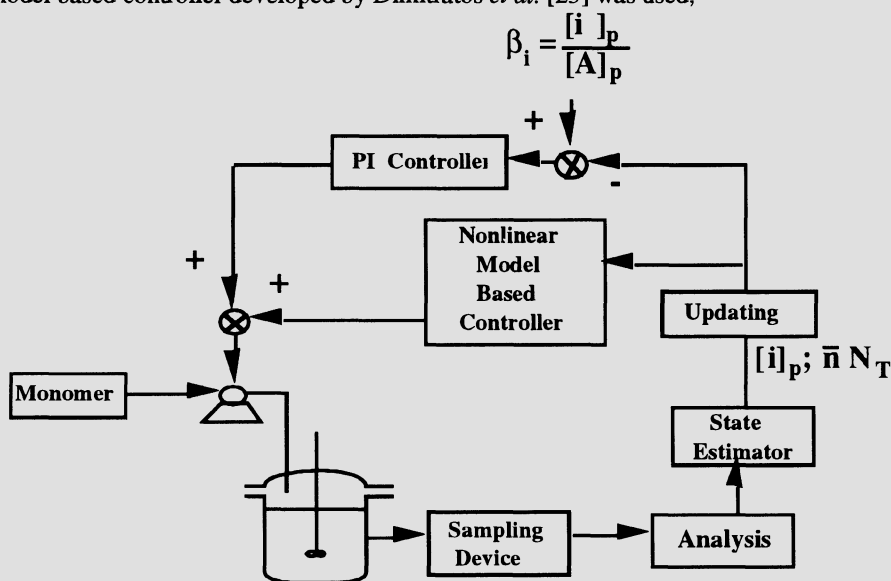 model based controller developed by Dimitratos et al. [23] was used,
β_i = [i ]_p / [A]_p
+
PI Controller
-
Nonlinear
Model
Based
Controller
+
+
Updating
[i]_p; n̄ N_T
Monomer
State
Estimator
Sampling
Device
Analysis